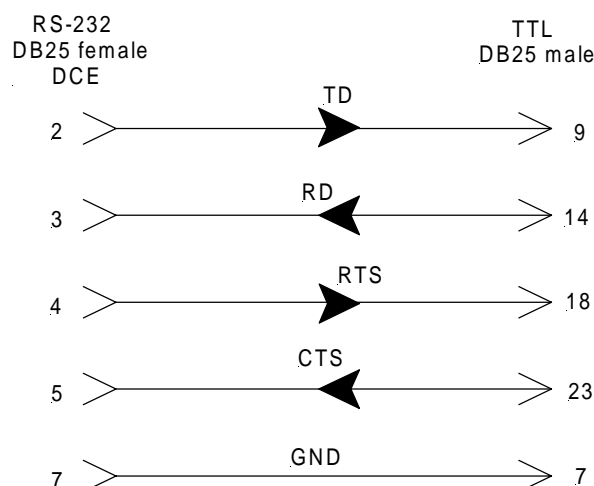 RS-232
DB25 female
DCE
TTL
DB25 male
TD
2
9
RD
3
14
RTS
4
18
CTS
5
23
GND
7
7